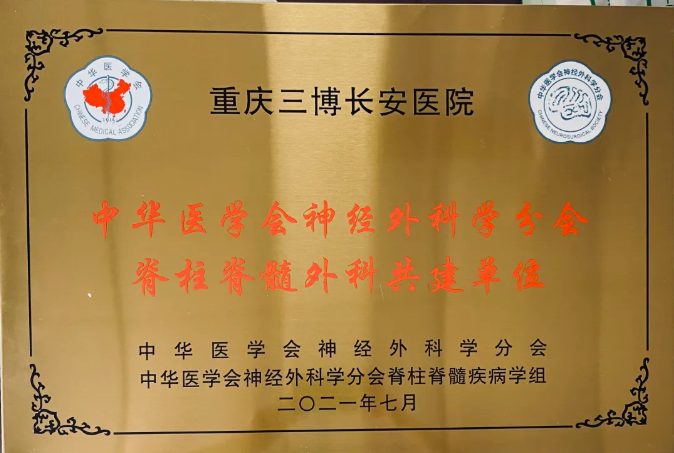 中华医学会
CHINESE MEDICAL ASSOCIATION
1915
重庆三博长安医院
中华医学会神经外科学分会
CHINESE NEUROSURGICAL SOCIETY
中华医学会神经外科学分会
脊柱脊髓外科共建单位
中华医学会神经外科学分会
中华医学会神经外科学分会脊柱脊髓疾病学组
二〇二一年七月